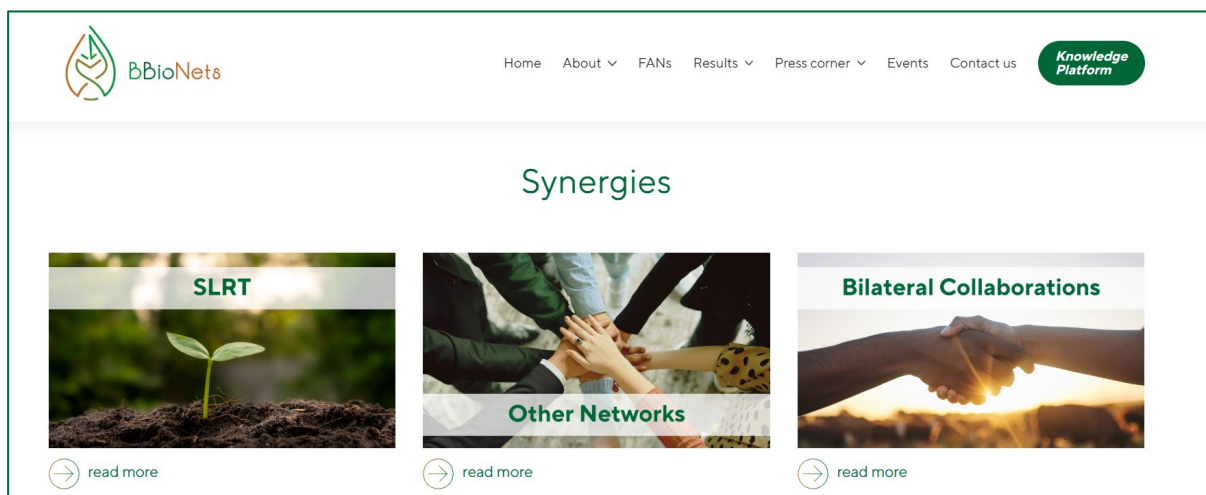 BBioNets
Home About FANs Results Press corner Events Contact us
Knowledge
Platform
Synergies
SLRT
Other Networks
Bilateral Collaborations
read more
read more
read more